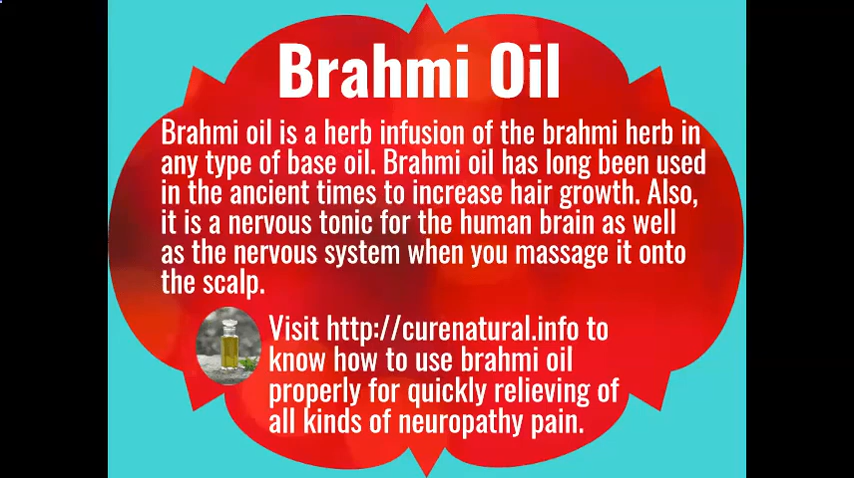 Brahmi Oil
Brahmi oil is a herb infusion of the brahmi herb in
any type of base oil. Brahmi oil has long been used
in the ancient times to increase hair growth. Also,
it is a nervous tonic for the human brain as well
as the nervous system when you massage it onto
the scalp.
Visit http://curenatural.info to
know how to use brahmi oil
properly for quickly relieving of
all kinds of neuropathy pain.